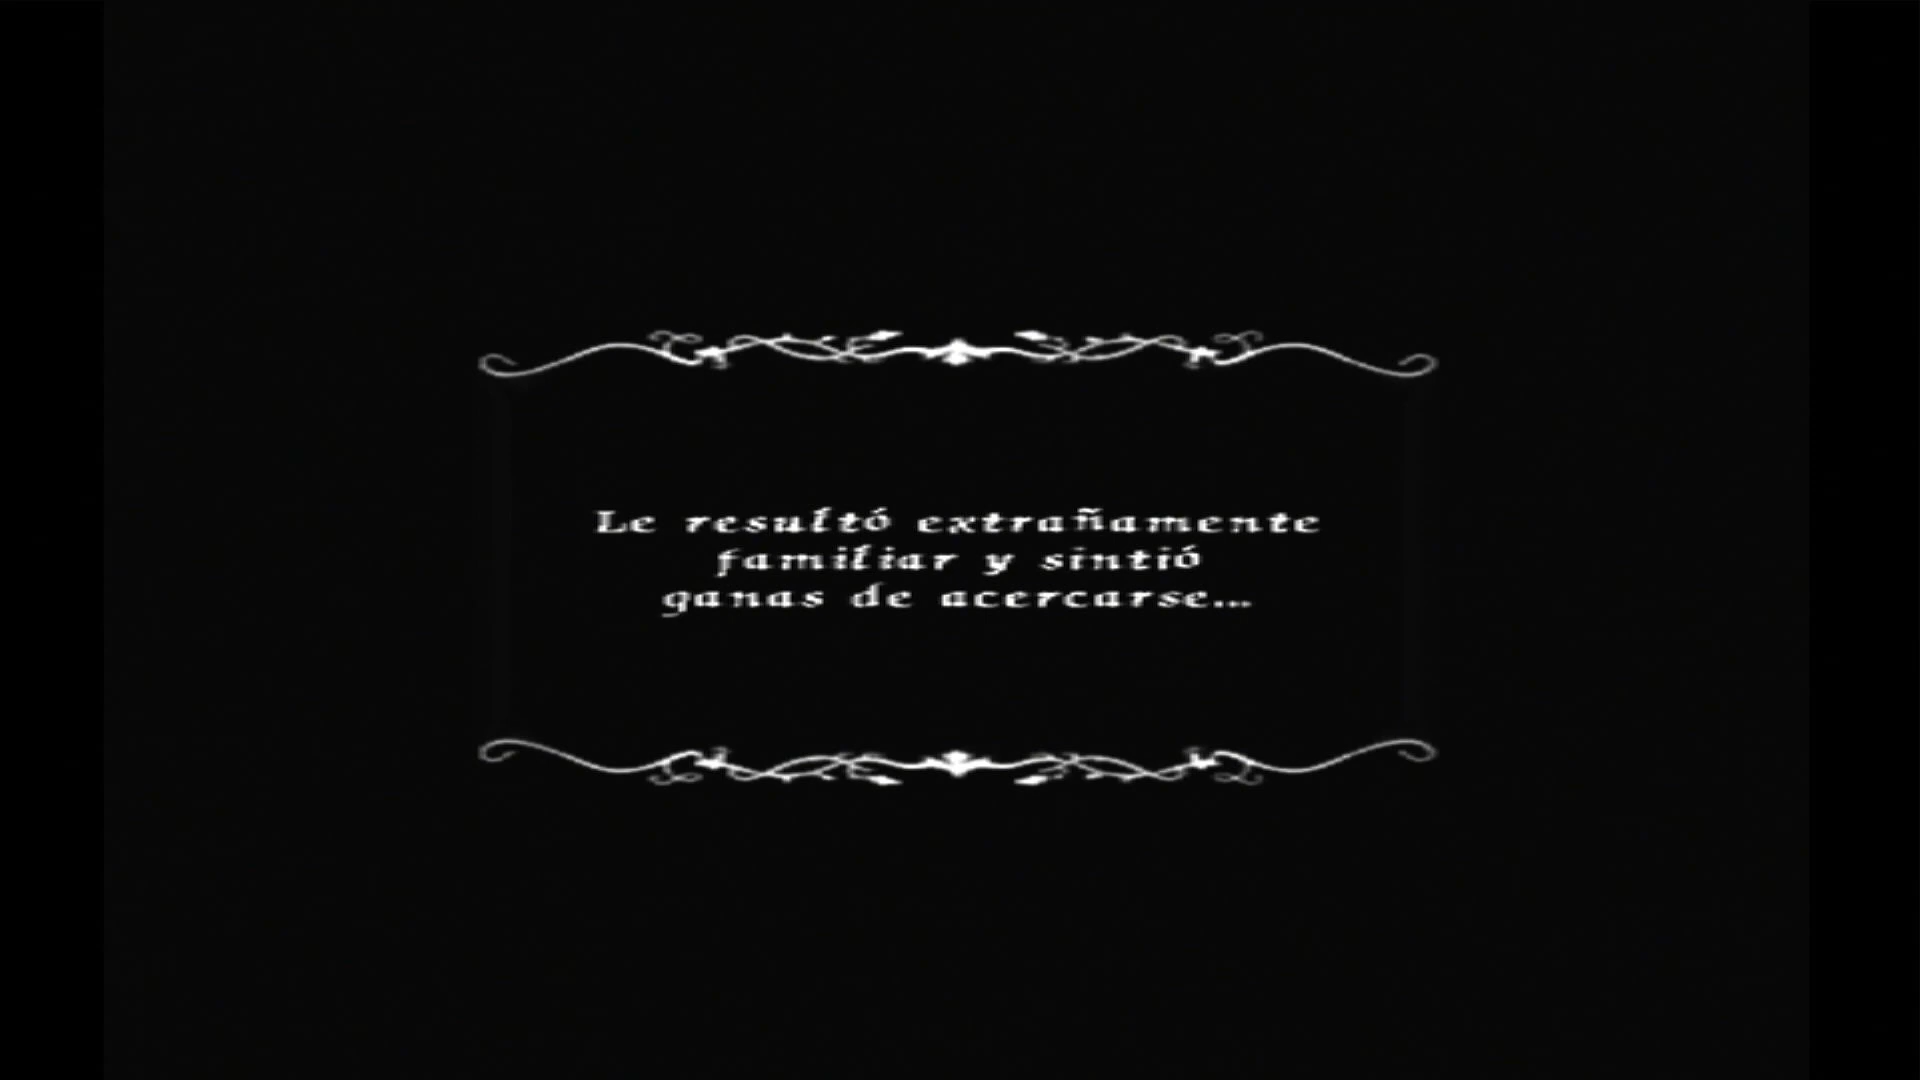 Le resultó extrañamente
familiar y sintió
ganas de acercarse...